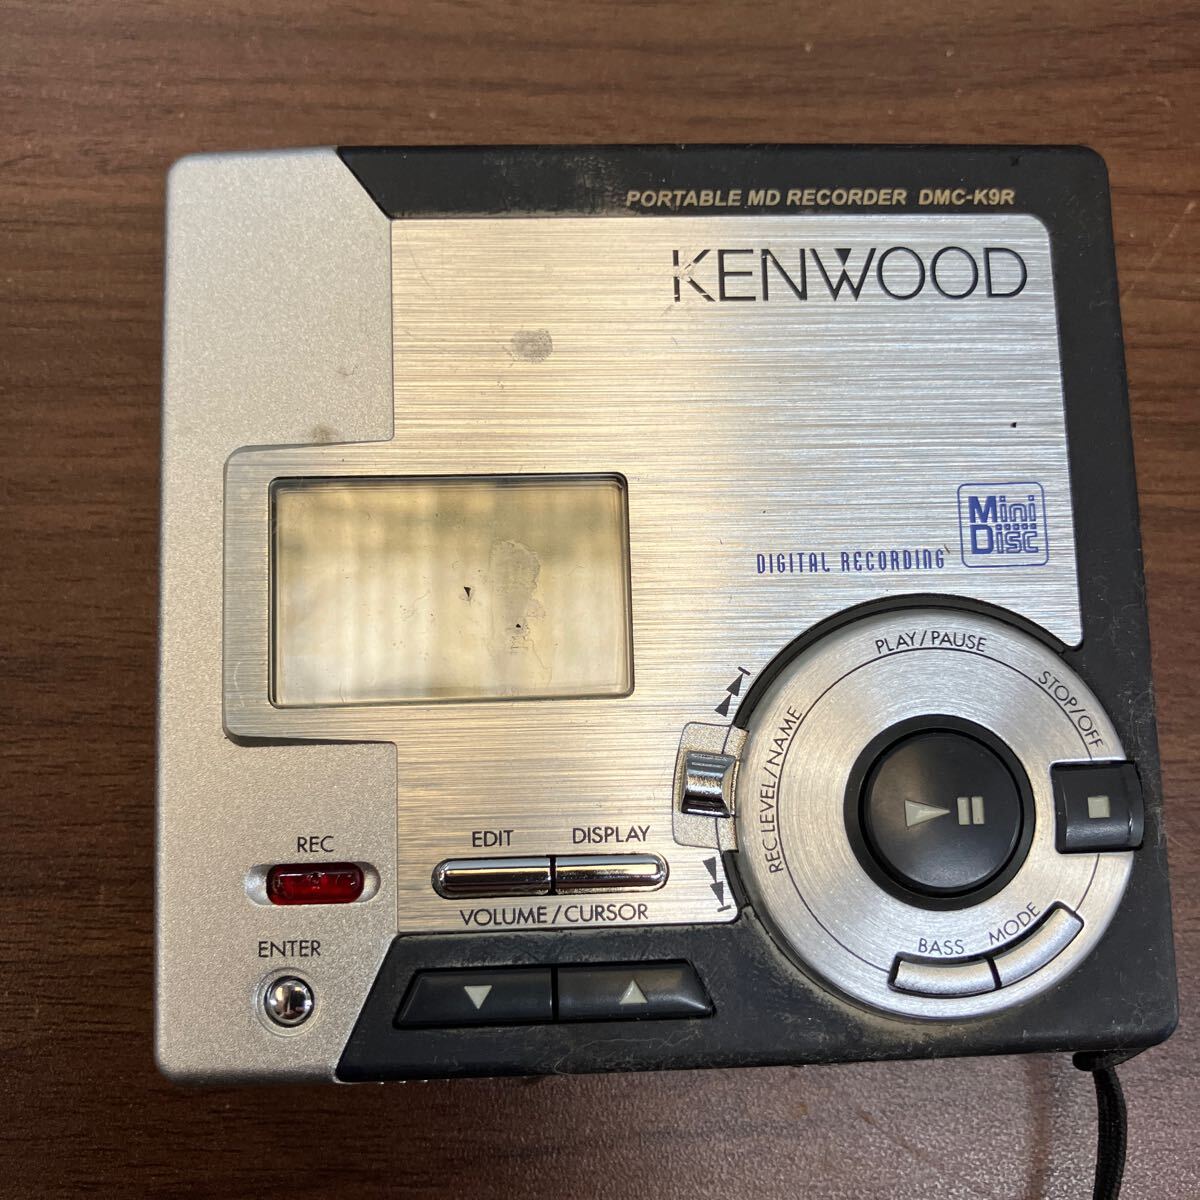 PORTABLE MD RECORDER DMC-K9R
KENWOOD
Mini
Disc
DIGITAL RECORDING
PLAY/PAUSE
STOP/OFF
REC LEVEL/NAME
REC
EDIT
DISPLAY
VOLUME/CURSOR
ENTER
BASS
MODE